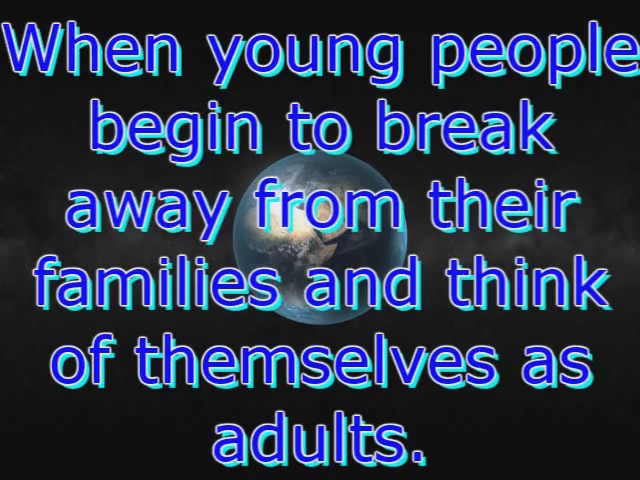 When young people
begin to break
away from their
families and think
of themselves as
adults.